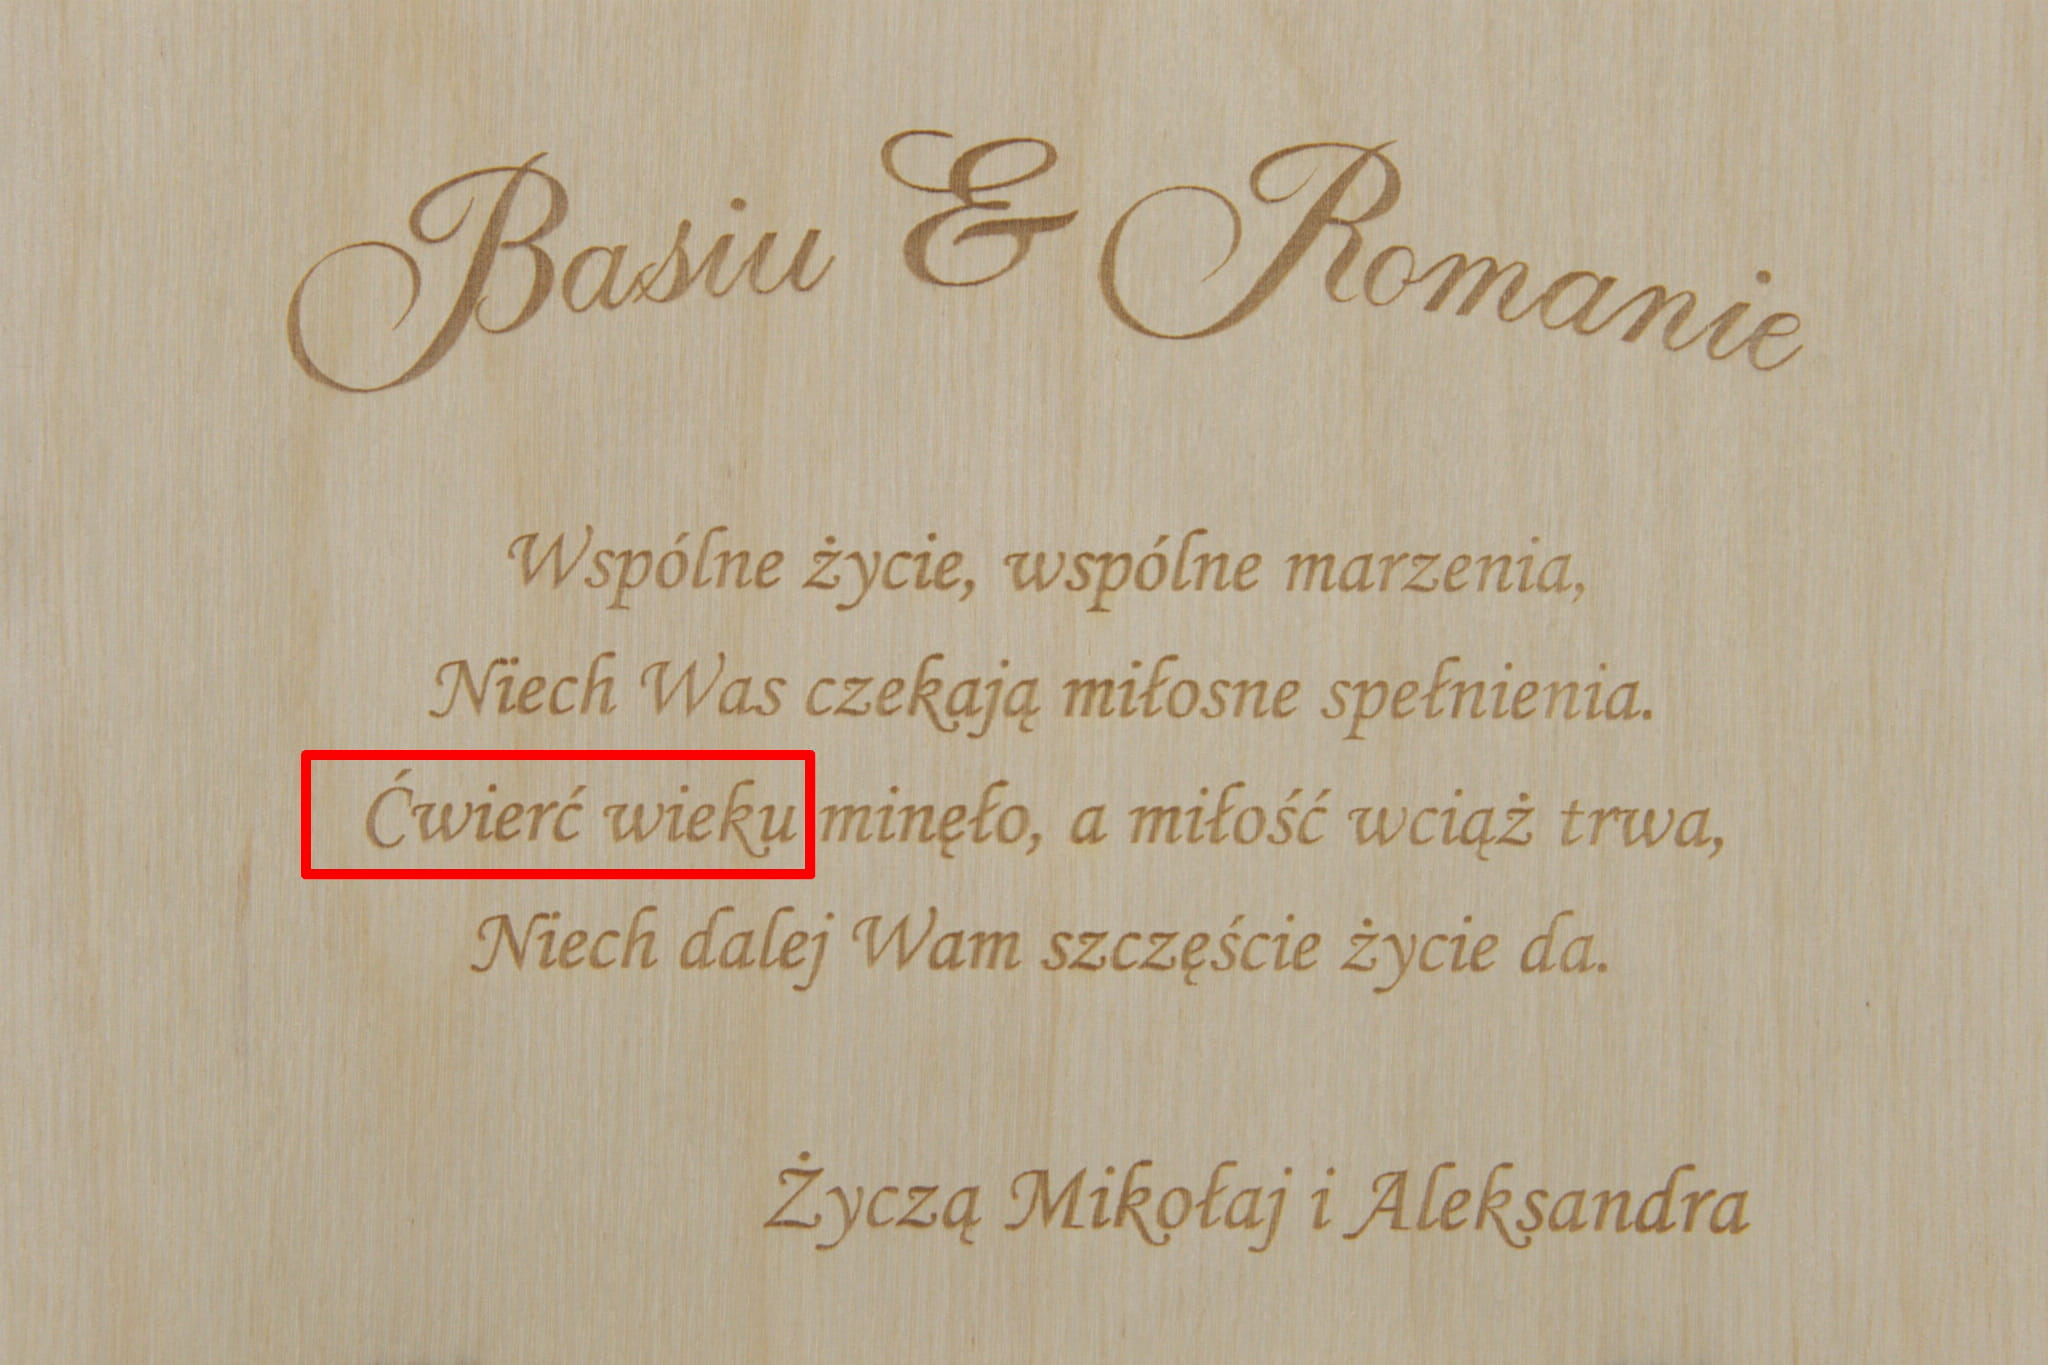 Basiu & Romanie
Wspólne życie, wspólne marzenia,
Niech Was czekają miłosne spełnienia.
Ćwierć wieku minęło, a miłość wciąż trwa,
Niech dalej Wam szczęście życie da.
Życzą Mikołaj i Aleksandra